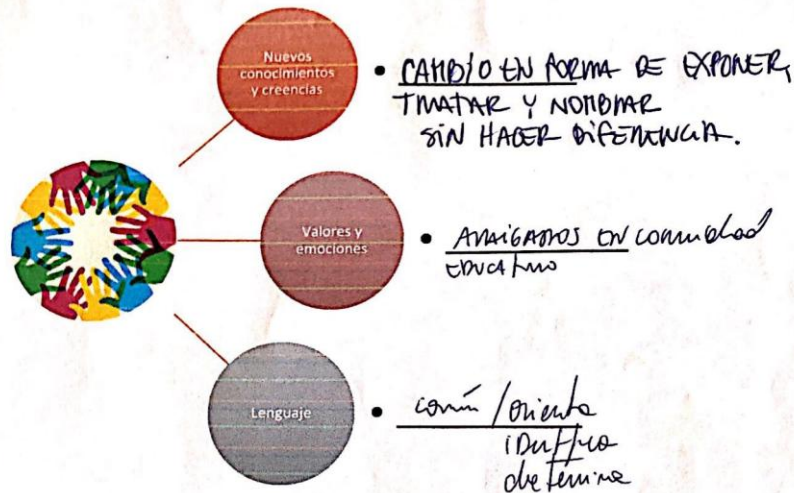 Nuevos
conocimientos
y creencias
• CAMBIO EN FORMA DE EXPONER,
TRATAR Y NOMBRAR
SIN HACER DIFERENCIA.
Valores y
emociones
• ARRAIGADOS EN comunidad
EDUCAtivo
Lenguaje
• común / orienta
identifica
determina